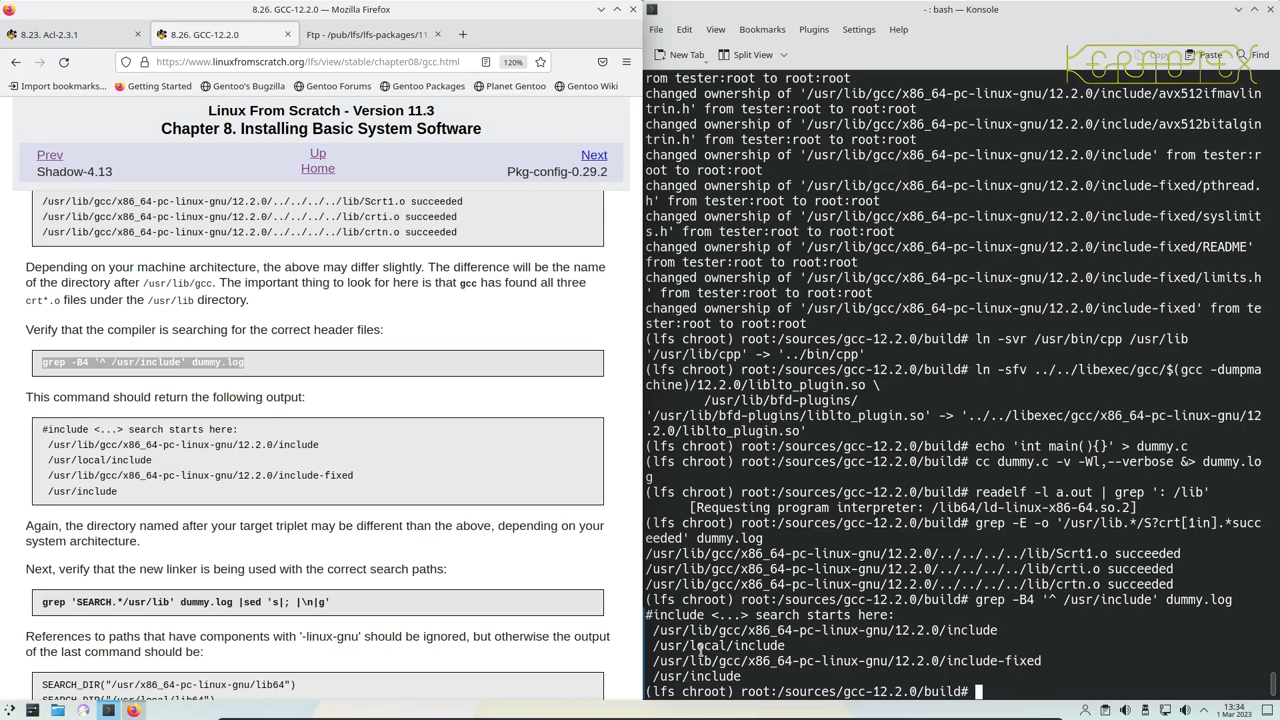 8.26. GCC-12.2.0 — Mozilla Firefox
8.23. Acl-2.3.1
8.26. GCC-12.2.0
Ftp - /pub/lfs/lfs-packages/11.
https://www.linuxfromscratch.org/lfs/view/stable/chapter08/gcc.html
120%
Import bookmarks...
Getting Started
Gentoo's Bugzilla
Gentoo Forums
Gentoo Packages
Planet Gentoo
Gentoo Wiki
Linux From Scratch - Version 11.3
Chapter 8. Installing Basic System Software
Prev
Up
Next
Shadow-4.13
Home
Pkg-config-0.29.2
/usr/lib/gcc/x86_64-pc-linux-gnu/12.2.0/../../../../lib/Scrt1.o succeeded
/usr/lib/gcc/x86_64-pc-linux-gnu/12.2.0/../../../../lib/crti.o succeeded
/usr/lib/gcc/x86_64-pc-linux-gnu/12.2.0/../../../../lib/crtn.o succeeded
Depending on your machine architecture, the above may differ slightly. The difference will be the name
of the directory after /usr/lib/gcc. The important thing to look for here is that gcc has found all three
crt*.o files under the /usr/lib directory.
Verify that the compiler is searching for the correct header files:
grep -B4 '^ /usr/include' dummy.log
This command should return the following output:
#include <...> search starts here:
/usr/lib/gcc/x86_64-pc-linux-gnu/12.2.0/include
/usr/local/include
/usr/lib/gcc/x86_64-pc-linux-gnu/12.2.0/include-fixed
/usr/include
Again, the directory named after your target triplet may be different than the above, depending on your
system architecture.
Next, verify that the new linker is being used with the correct search paths:
grep 'SEARCH.*/usr/lib' dummy.log |sed 's|; |\n|g'
References to paths that have components with '-linux-gnu' should be ignored, but otherwise the output
of the last command should be:
SEARCH_DIR("/usr/x86_64-pc-linux-gnu/lib64")
SEARCH_DIR("/usr/local/lib64")
- : bash — Konsole
File
Edit
View
Bookmarks
Plugins
Settings
Help
New Tab
Split View
Copy
Paste
Find
KERAPLEX
rom tester:root to root:root
changed ownership of '/usr/lib/gcc/x86_64-pc-linux-gnu/12.2.0/include/avx512ifmavlin
trin.h' from tester:root to root:root
changed ownership of '/usr/lib/gcc/x86_64-pc-linux-gnu/12.2.0/include/avx512bitalgin
trin.h' from tester:root to root:root
changed ownership of '/usr/lib/gcc/x86_64-pc-linux-gnu/12.2.0/include' from tester:r
oot to root:root
changed ownership of '/usr/lib/gcc/x86_64-pc-linux-gnu/12.2.0/include-fixed/pthread.
h' from tester:root to root:root
changed ownership of '/usr/lib/gcc/x86_64-pc-linux-gnu/12.2.0/include-fixed/syslimit
s.h' from tester:root to root:root
changed ownership of '/usr/lib/gcc/x86_64-pc-linux-gnu/12.2.0/include-fixed/README'
from tester:root to root:root
changed ownership of '/usr/lib/gcc/x86_64-pc-linux-gnu/12.2.0/include-fixed/limits.h
' from tester:root to root:root
changed ownership of '/usr/lib/gcc/x86_64-pc-linux-gnu/12.2.0/include-fixed' from te
ster:root to root:root
(lfs chroot) root:/sources/gcc-12.2.0/build# ln -svr /usr/bin/cpp /usr/lib
'/usr/lib/cpp' -> '../bin/cpp'
(lfs chroot) root:/sources/gcc-12.2.0/build# ln -sfv ../../libexec/gcc/$(gcc -dumpma
chine)/12.2.0/liblto_plugin.so \
/usr/lib/bfd-plugins/
'/usr/lib/bfd-plugins/liblto_plugin.so' -> '../../libexec/gcc/x86_64-pc-linux-gnu/12
.2.0/liblto_plugin.so'
(lfs chroot) root:/sources/gcc-12.2.0/build# echo 'int main(){}' > dummy.c
(lfs chroot) root:/sources/gcc-12.2.0/build# cc dummy.c -v -Wl,--verbose &> dummy.lo
g
(lfs chroot) root:/sources/gcc-12.2.0/build# readelf -l a.out | grep ': /lib'
[Requesting program interpreter: /lib64/ld-linux-x86-64.so.2]
(lfs chroot) root:/sources/gcc-12.2.0/build# grep -E -o '/usr/lib.*/S?crt[1in].*succ
eeded' dummy.log
/usr/lib/gcc/x86_64-pc-linux-gnu/12.2.0/../../../../lib/Scrt1.o succeeded
/usr/lib/gcc/x86_64-pc-linux-gnu/12.2.0/../../../../lib/crti.o succeeded
/usr/lib/gcc/x86_64-pc-linux-gnu/12.2.0/../../../../lib/crtn.o succeeded
(lfs chroot) root:/sources/gcc-12.2.0/build# grep -B4 '^ /usr/include' dummy.log
#include <...> search starts here:
/usr/lib/gcc/x86_64-pc-linux-gnu/12.2.0/include
/usr/local/include
/usr/lib/gcc/x86_64-pc-linux-gnu/12.2.0/include-fixed
/usr/include
(lfs chroot) root:/sources/gcc-12.2.0/build#
13:34
1 Mar 2023